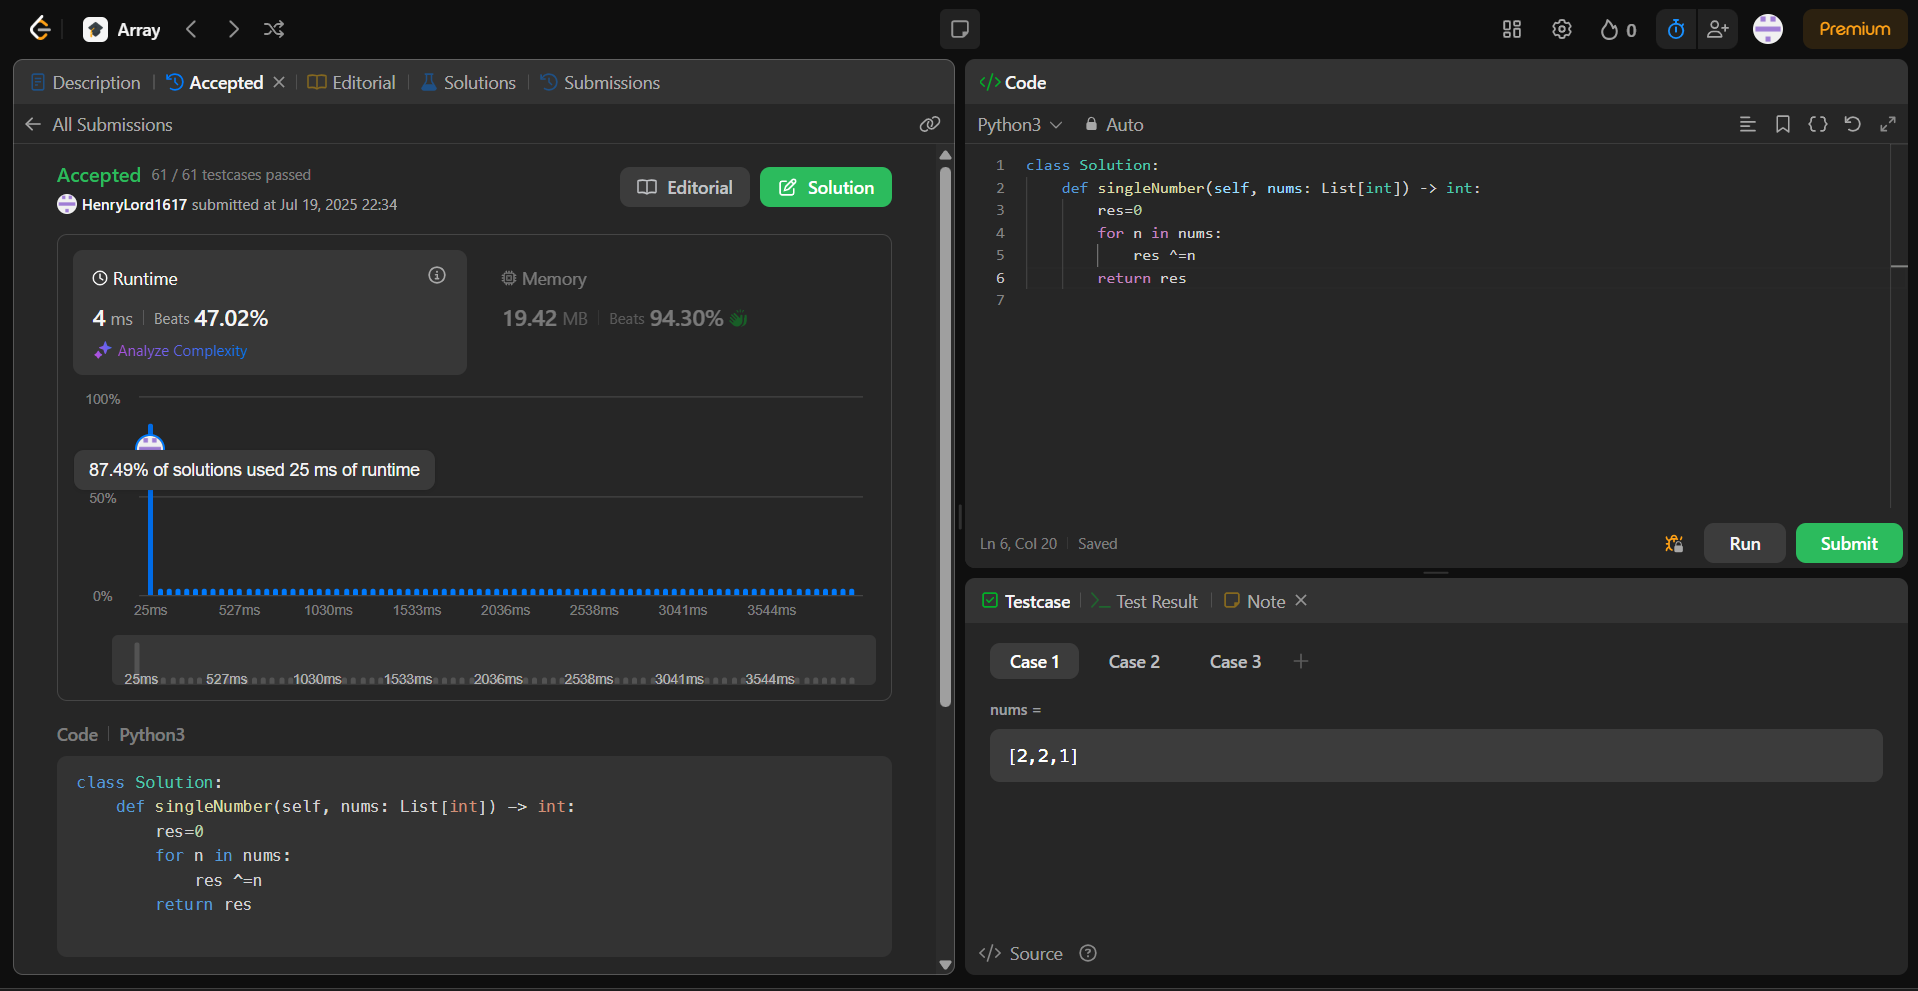 Array
0
Premium
Description
Accepted
Editorial
Solutions
Submissions
All Submissions
Accepted 61 / 61 testcases passed
HenryLord1617 submitted at Jul 19, 2025 22:34
Editorial
Solution
Runtime
4 ms Beats 47.02%
Analyze Complexity
Memory
19.42 MB Beats 94.30%
100%
87.49% of solutions used 25 ms of runtime
50%
0%
25ms 527ms 1030ms 1533ms 2036ms 2538ms 3041ms 3544ms
25ms 527ms 1030ms 1533ms 2036ms 2538ms 3041ms 3544ms
Code Python3
class Solution:
def singleNumber(self, nums: List[int]) -> int:
res=0
for n in nums:
res ^=n
return res
Code
Python3 Auto
1 class Solution:
2 def singleNumber(self, nums: List[int]) -> int:
3 res=0
4 for n in nums:
5 res ^=n
6 return res
7
Ln 6, Col 20 Saved
Run
Submit
Testcase
Test Result
Note
Case 1 Case 2 Case 3
nums =
[2,2,1]
Source